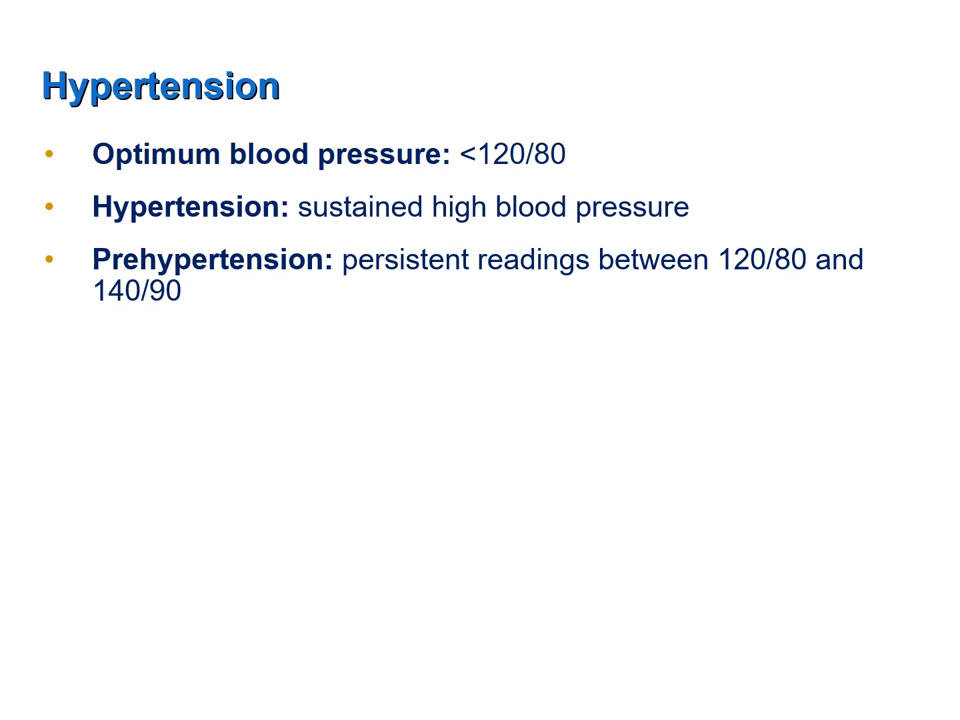 Hypertension
• Optimum blood pressure: <120/80
• Hypertension: sustained high blood pressure
• Prehypertension: persistent readings between 120/80 and
140/90